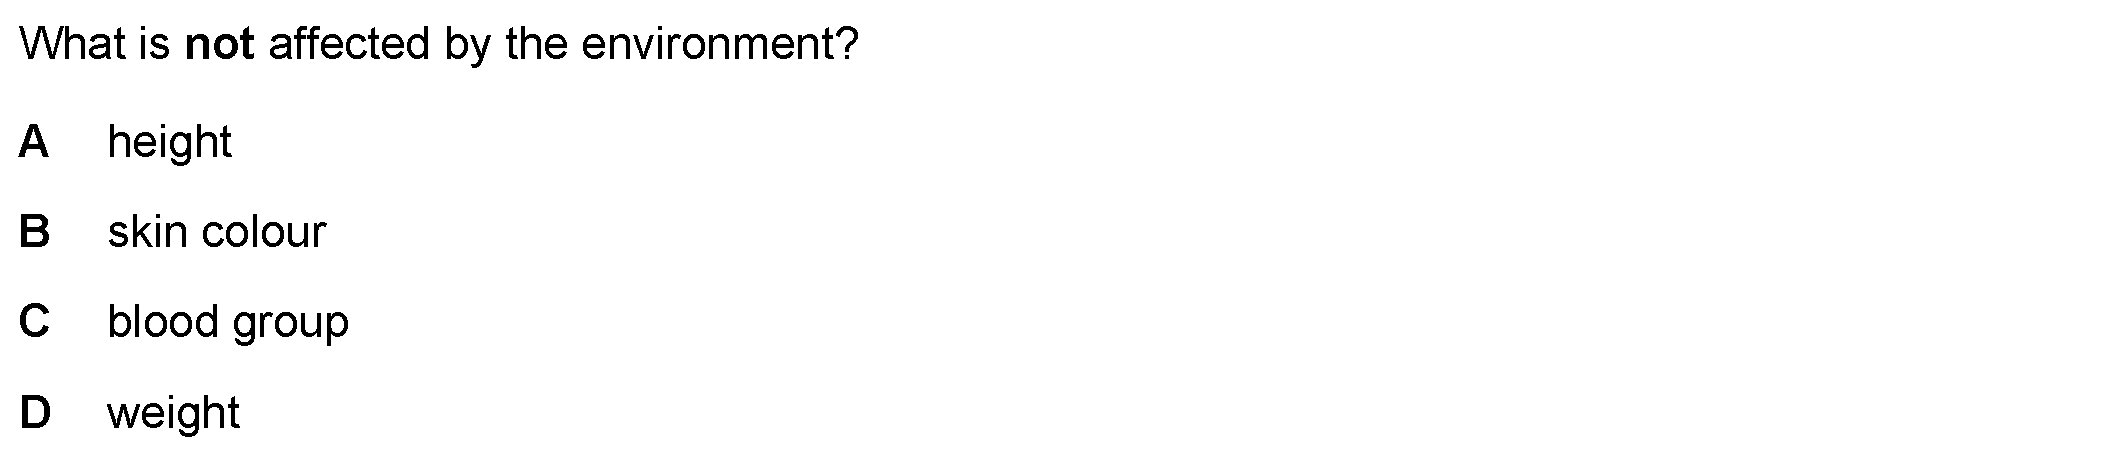 What is not affected by the environment?
A height
B skin colour
C blood group
D weight